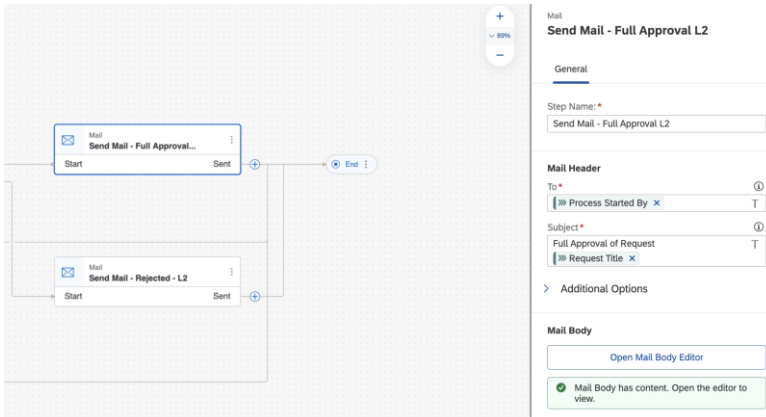 89%
Mail
Send Mail - Full Approval...
Start
Sent
End
Mail
Send Mail - Rejected - L2
Start
Sent
Mail
Send Mail - Full Approval L2
General
Step Name: *
Send Mail - Full Approval L2
Mail Header
To *
Process Started By
Subject *
Full Approval of Request
Request Title
Additional Options
Mail Body
Open Mail Body Editor
Mail Body has content. Open the editor to
view.